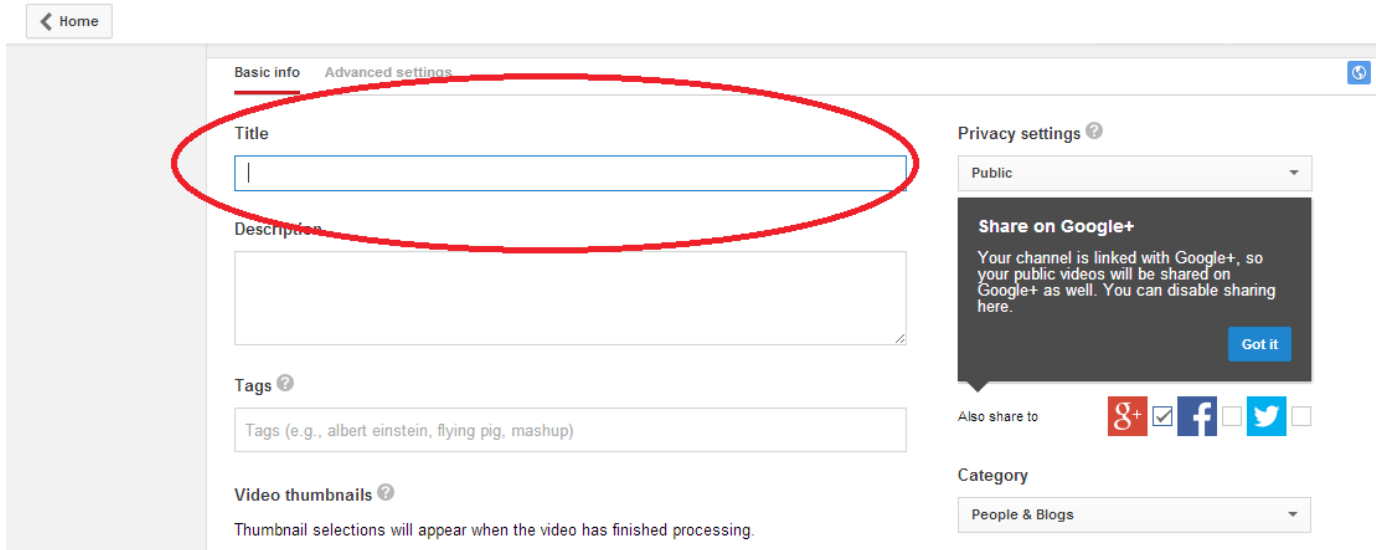 Home
Basic info Advanced settings
Title
Description
Tags
Tags (e.g., albert einstein, flying pig, mashup)
Video thumbnails
Thumbnail selections will appear when the video has finished processing.
Privacy settings
Public
Share on Google+
Your channel is linked with Google+, so
your public videos will be shared on
Google+ as well. You can disable sharing
here.
Got it
Also share to
Category
People & Blogs